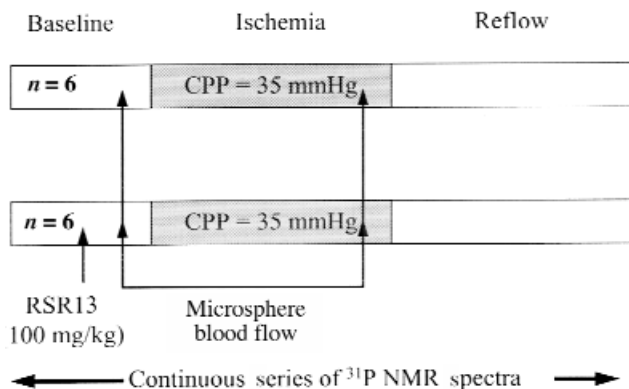 Baseline Ischemia Reflow
n = 6 CPP = 35 mmHg
n = 6 CPP = 35 mmHg
RSR13
100 mg/kg)
Microsphere
blood flow
Continuous series of ³¹P NMR spectra